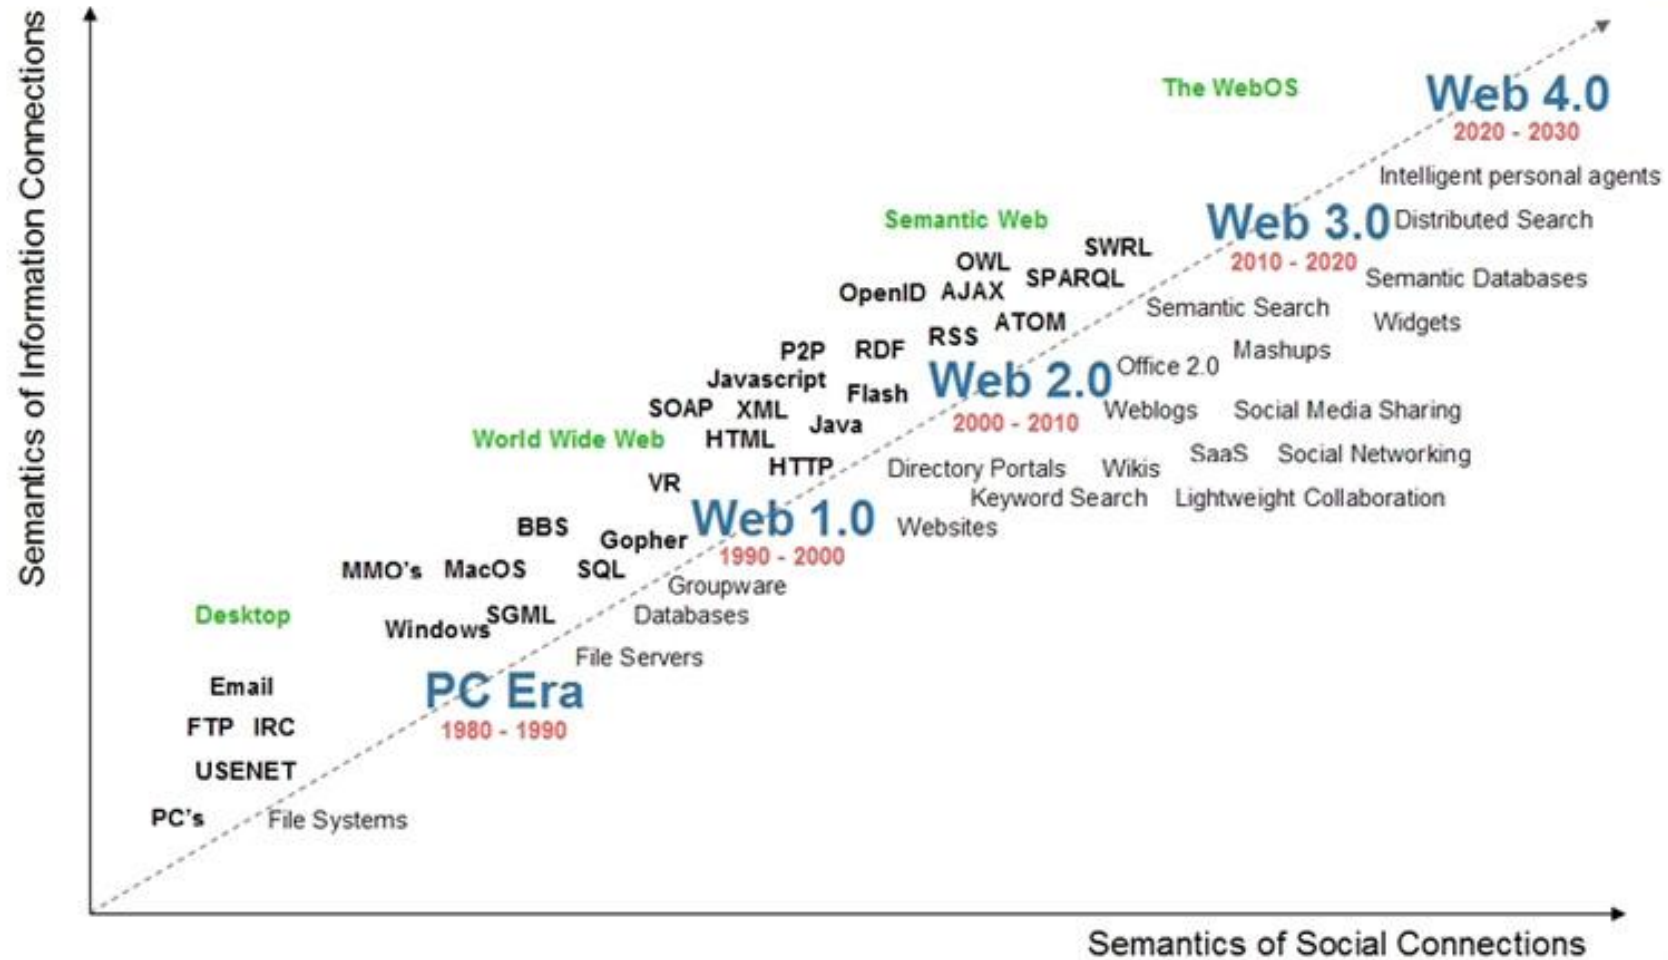 Semantics of Information Connections
The WebOS
Web 4.0
2020 - 2030
Intelligent personal agents
Semantic Web
Web 3.0
Distributed Search
2010 - 2020
SWRL
OWL
SPARQL
Semantic Databases
OpenID
AJAX
Semantic Search
Widgets
ATOM
RSS
P2P
RDF
Mashups
Office 2.0
Web 2.0
2000 - 2010
Javascript
Flash
SOAP
XML
Java
Weblogs
Social Media Sharing
World Wide Web
HTML
HTTP
SaaS
Social Networking
Directory Portals
Wikis
VR
Keyword Search
Lightweight Collaboration
Web 1.0
1990 - 2000
Websites
BBS
Gopher
MMO's
MacOS
SQL
Groupware
Desktop
SGML
Databases
Windows
File Servers
PC Era
1980 - 1990
Email
FTP
IRC
USENET
PC's
File Systems
Semantics of Social Connections